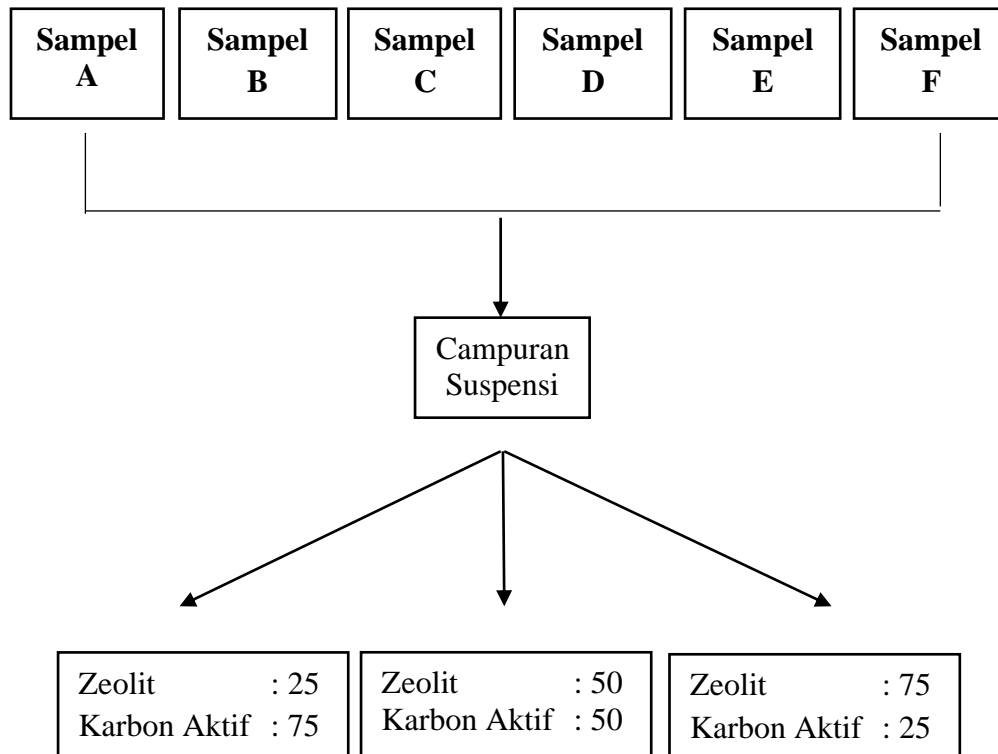 Sampel
A
Sampel
B
Sampel
C
Sampel
D
Sampel
E
Sampel
F
Campuran
Suspensi
Zeolit : 25
Karbon Aktif : 75
Zeolit : 50
Karbon Aktif : 50
Zeolit : 75
Karbon Aktif : 25